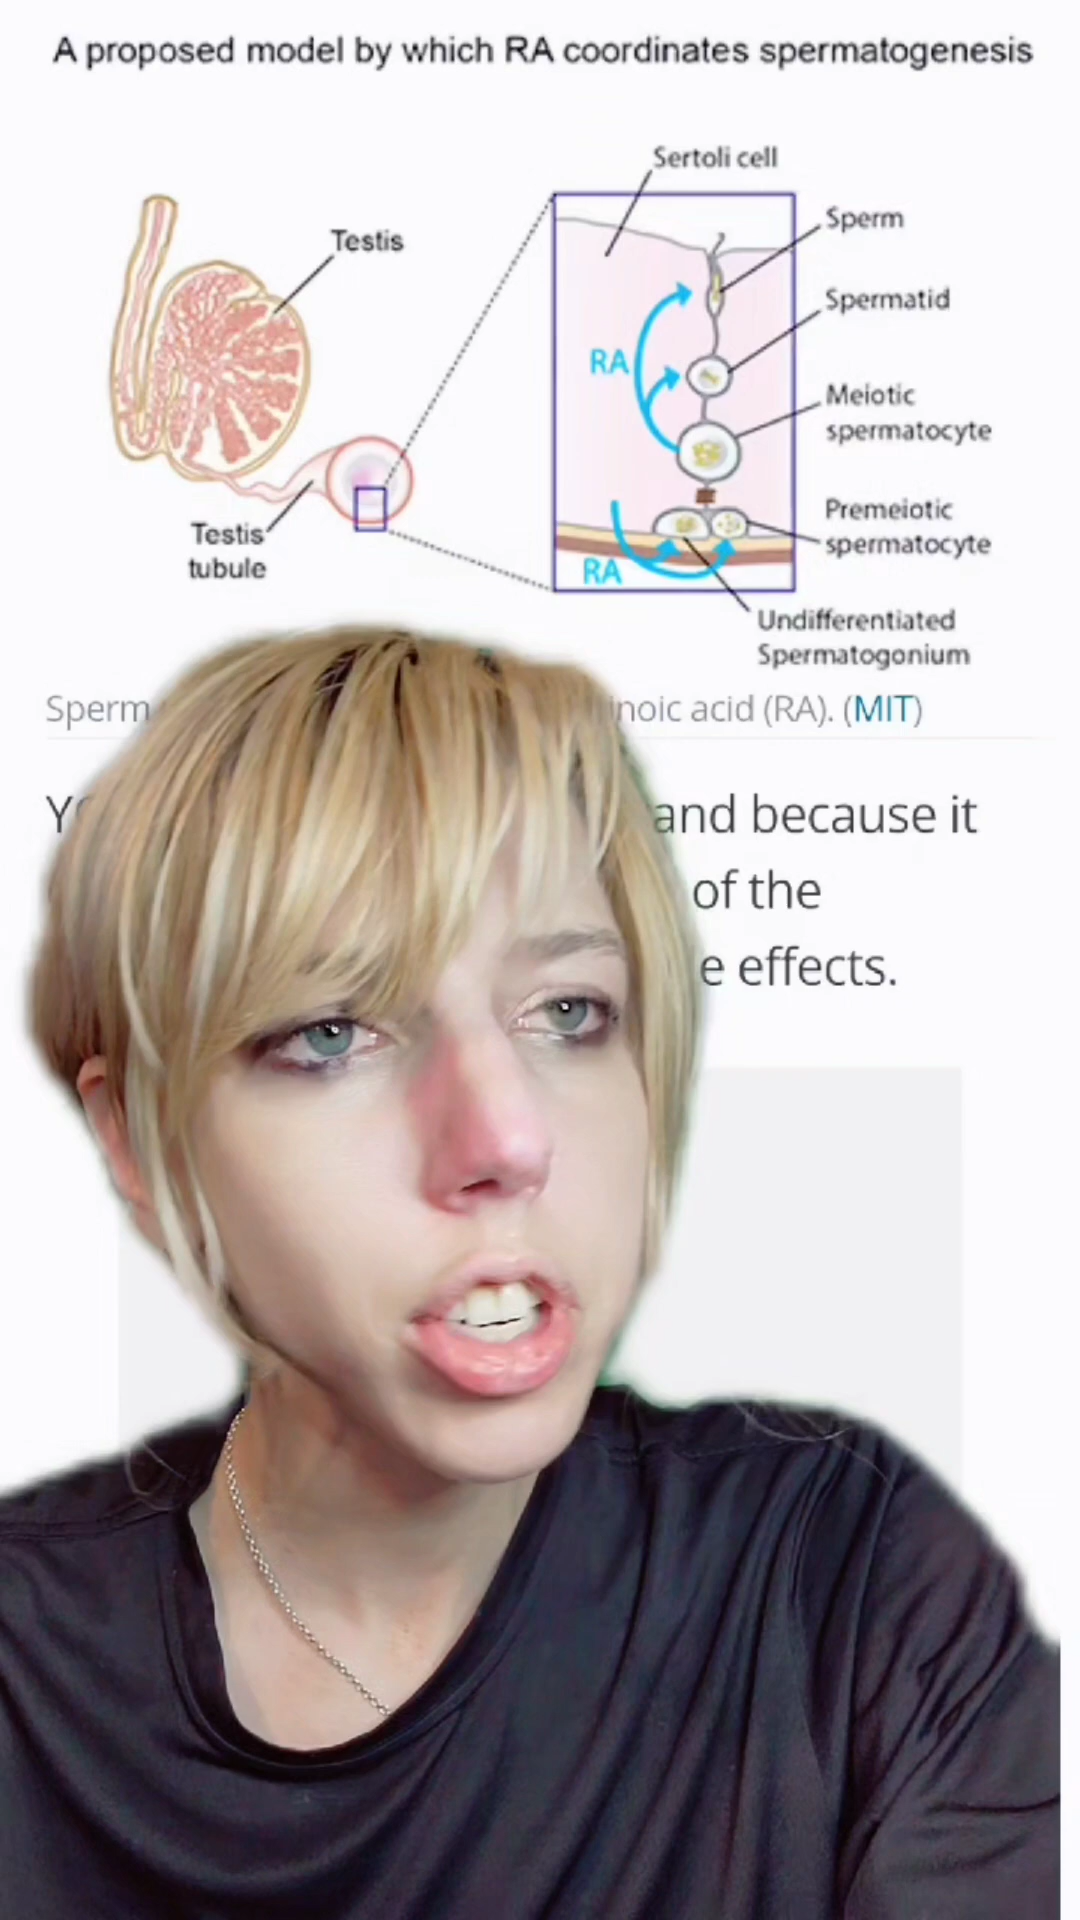 A proposed model by which RA coordinates spermatogenesis
Sertoli cell
Sperm
Testis
Spermatid
RA
Meiotic
spermatocyte
Premeiotic
spermatocyte
Testis
tubule
RA
Undifferentiated
Spermatogonium
Sperm
acid (RA). (MIT)
and because it
of the
effects.